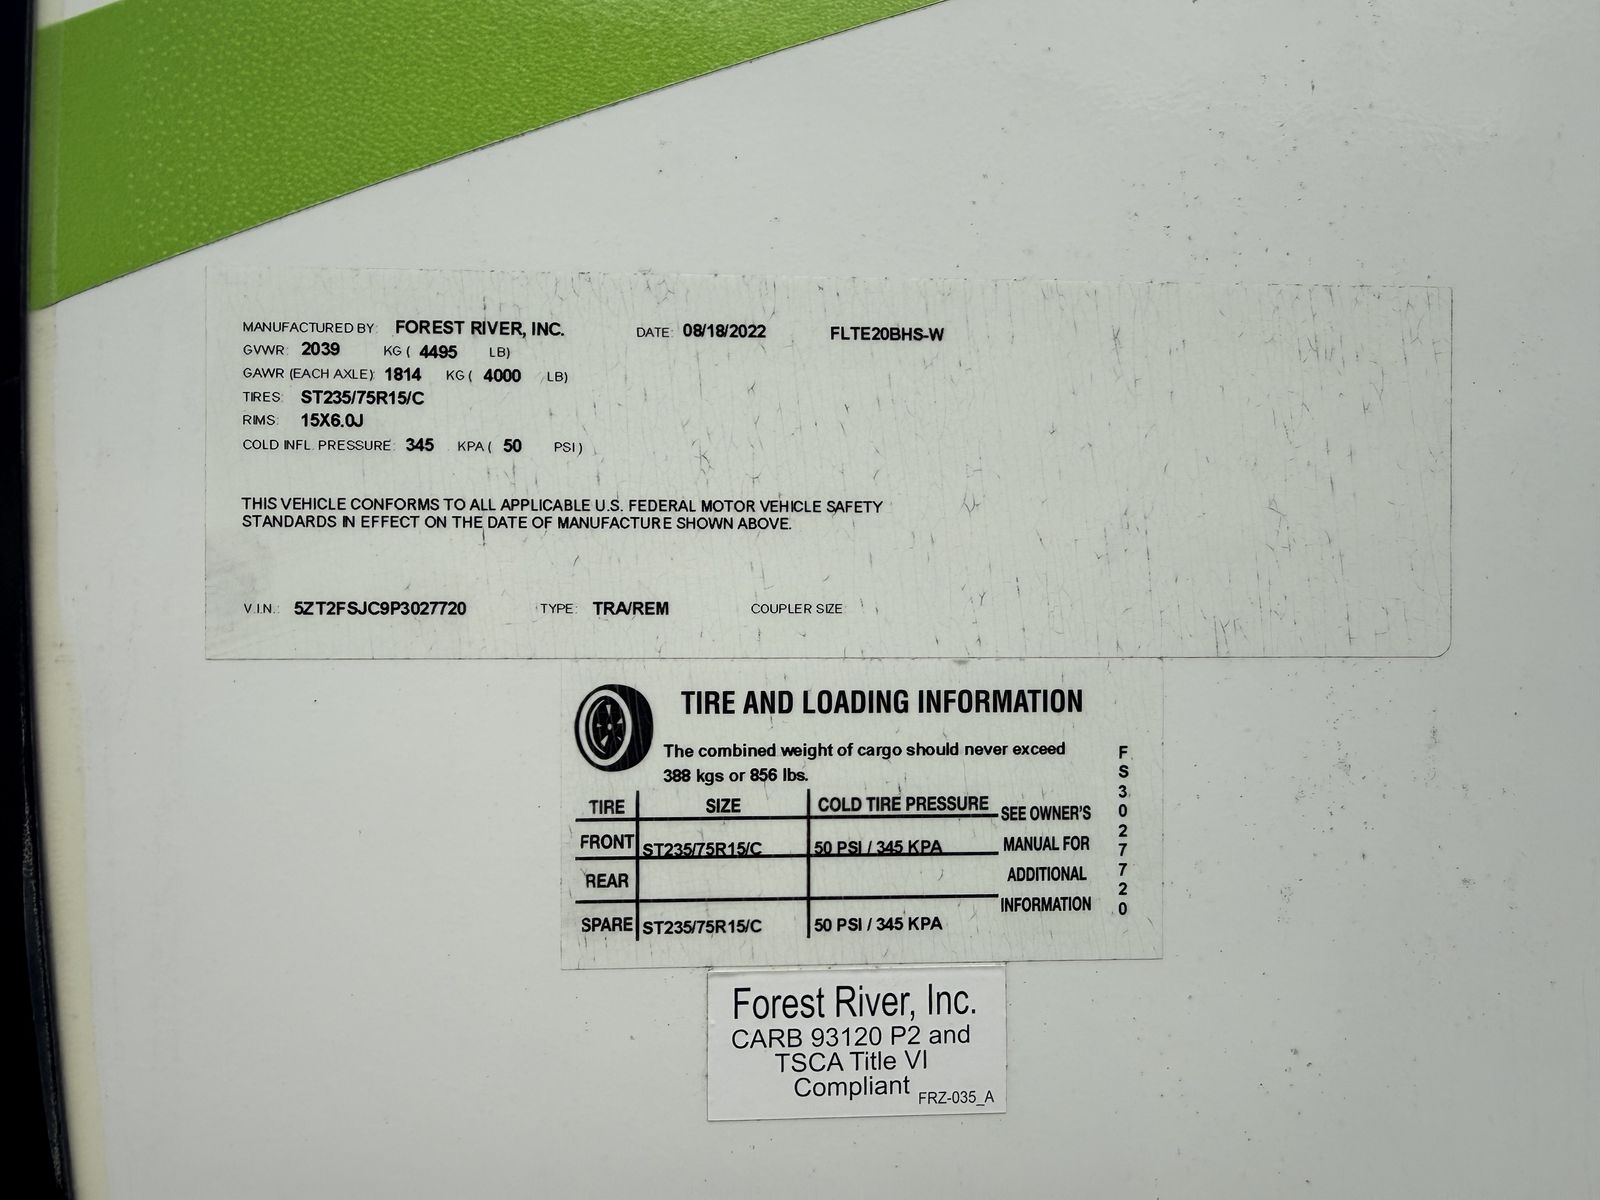 MANUFACTURED BY: FOREST RIVER, INC. DATE: 08/18/2022 FLTE20BHS-W
GVWR: 2039 KG ( 4495 LB)
GAWR (EACH AXLE): 1814 KG ( 4000 LB)
TIRES: ST235/75R15/C
RIMS: 15X6.0J
COLD INFL. PRESSURE: 345 KPA ( 50 PSI )
THIS VEHICLE CONFORMS TO ALL APPLICABLE U.S. FEDERAL MOTOR VEHICLE SAFETY
STANDARDS IN EFFECT ON THE DATE OF MANUFACTURE SHOWN ABOVE.
V.I.N.: 5ZT2FSJC9P3027720 TYPE: TRA/REM COUPLER SIZE:
TIRE AND LOADING INFORMATION
The combined weight of cargo should never exceed
388 kgs or 856 lbs.
TIRE SIZE COLD TIRE PRESSURE
FRONT ST235/75R15/C 50 PSI / 345 KPA
REAR
SPARE ST235/75R15/C 50 PSI / 345 KPA
SEE OWNER'S
MANUAL FOR
ADDITIONAL
INFORMATION
FS3027720
Forest River, Inc.
CARB 93120 P2 and
TSCA Title VI
Compliant FRZ-035_A